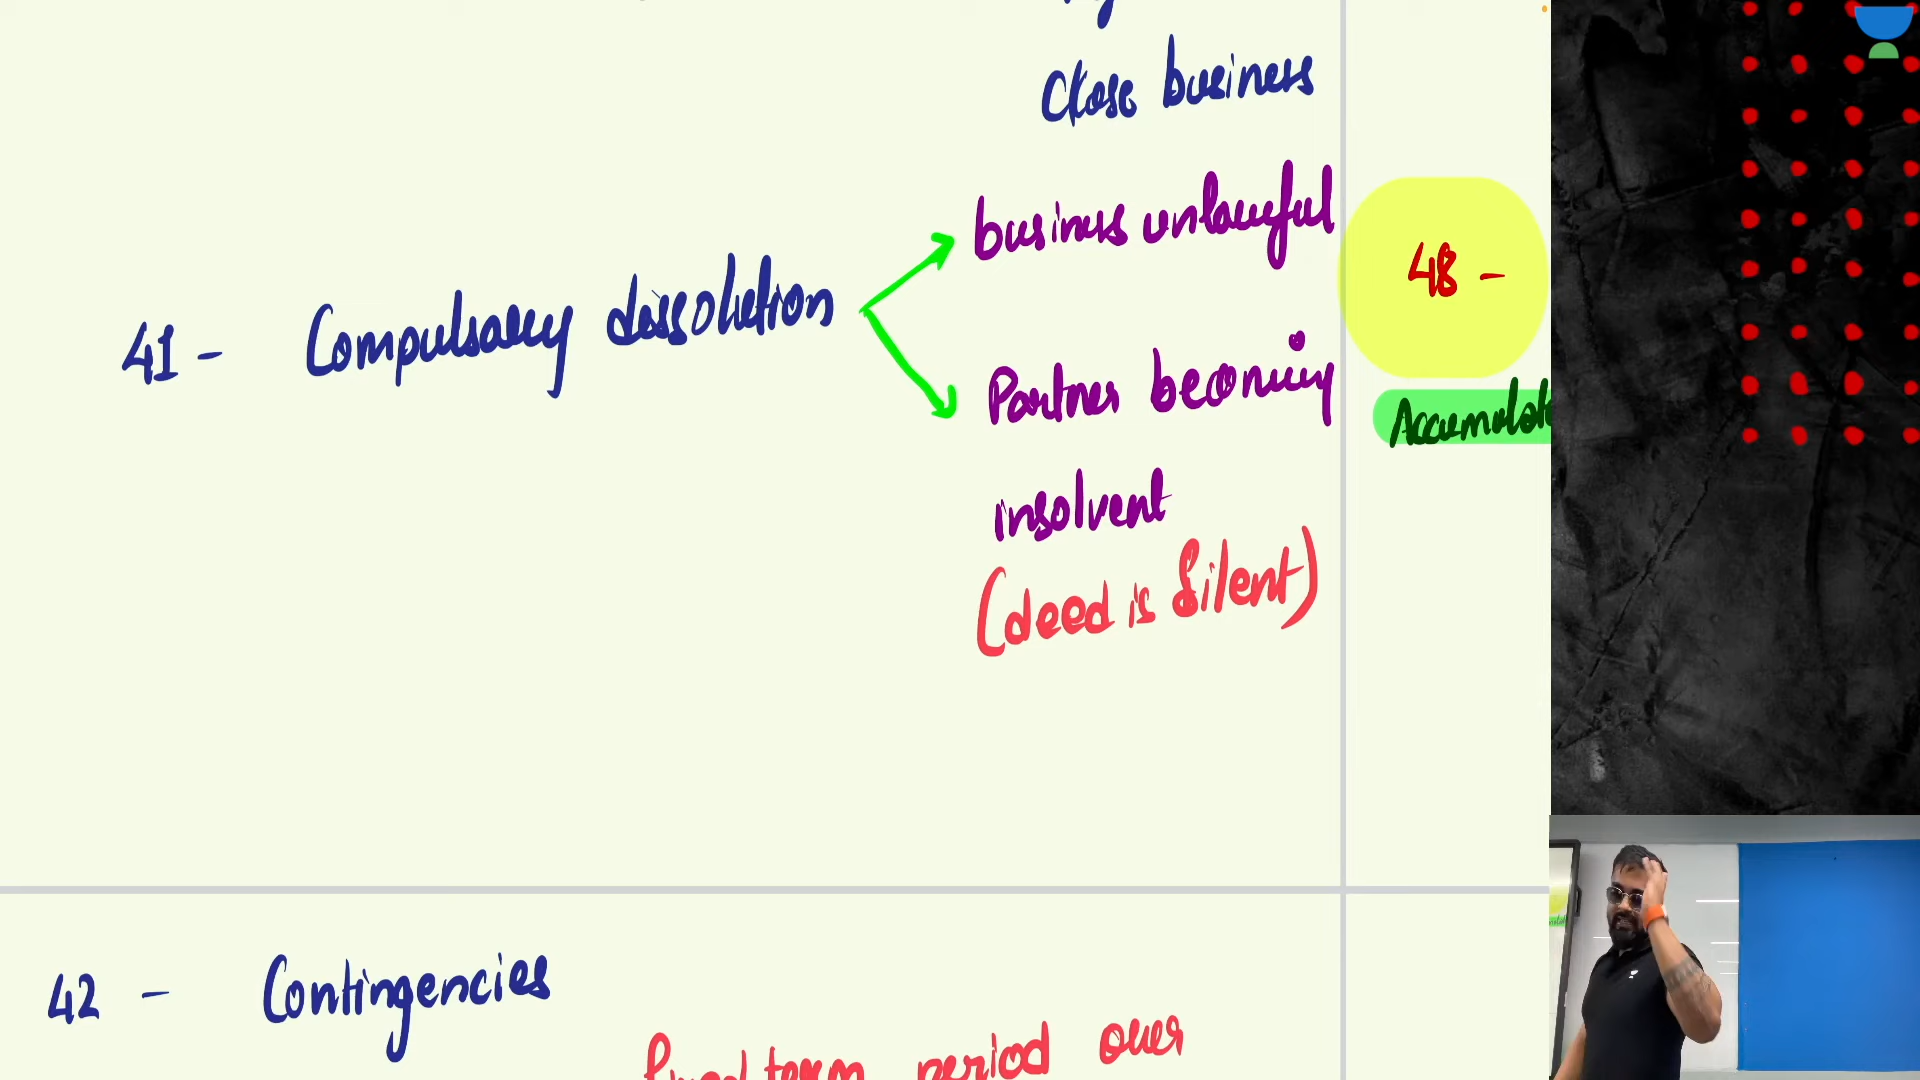 Close business
business unlawful
41 - Compulsory dissolution
48 -
Partner becoming
Accumulat
insolvent
(deed is Silent)
42 - Contingencies
period over